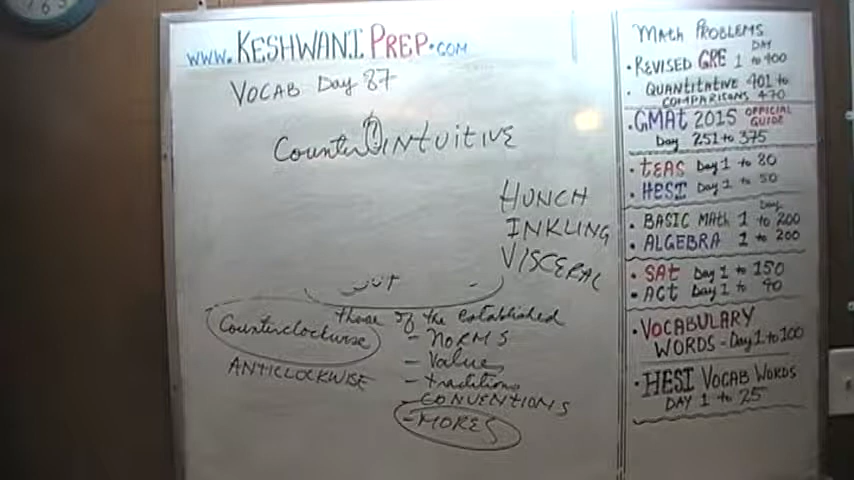 www.KESHWANIPREP.com
VOCAB Day 87
Counterintuitive
HUNCH
INKLING
VISCERAL
those of the established
Counterclockwise
- NORMS
- Values
ANTICLOCKWISE
- traditions
- CONVENTIONS
- MORES
MATH PROBLEMS
DAY
• REVISED GRE 1 to 400
• QUANTITATIVE 401 to
COMPARISONS 470
• GMAT 2015 OFFICIAL
GUIDE
Day 251 to 375
• TEAS Day 1 to 80
• HESI Day 1 to 50
Day
• BASIC MATH 1 to 200
• ALGEBRA 1 to 200
• SAt Day 1 to 150
• ACT Day 1 to 90
• VOCABULARY
WORDS - Day 1 to 100
• HESI VOCAB WORDS
DAY 1 to 25